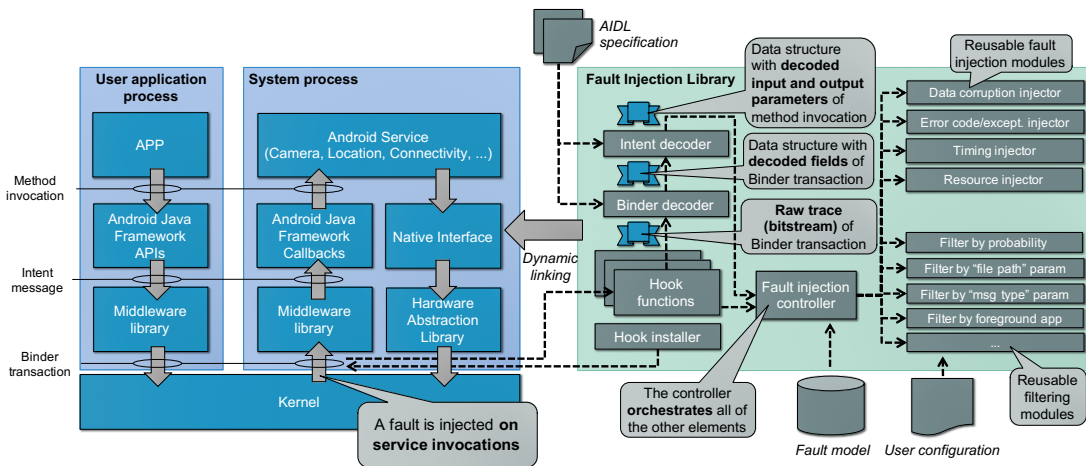 AIDL
specification
User application
process
System process
Fault Injection Library
Data structure
with decoded
input and output
parameters of
method invocation
Reusable fault
injection modules
APP
Android Service
(Camera, Location, Connectivity, ...)
Intent decoder
Data corruption injector
Error code/except. injector
Timing injector
Resource injector
Data structure with
decoded fields of
Binder transaction
Method
invocation
Binder decoder
Android Java
Framework
APIs
Android Java
Framework
Callbacks
Native Interface
Raw trace
(bitstream) of
Binder transaction
Dynamic
linking
Filter by probability
Filter by “file path” param
Filter by “msg type” param
Filter by foreground app
...
Intent
message
Hook
functions
Fault injection
controller
Middleware
library
Middleware
library
Hardware
Abstraction
Library
Hook installer
Binder
transaction
Kernel
A fault is injected on
service invocations
The controller
orchestrates all of
the other elements
Reusable
filtering
modules
Fault model
User configuration